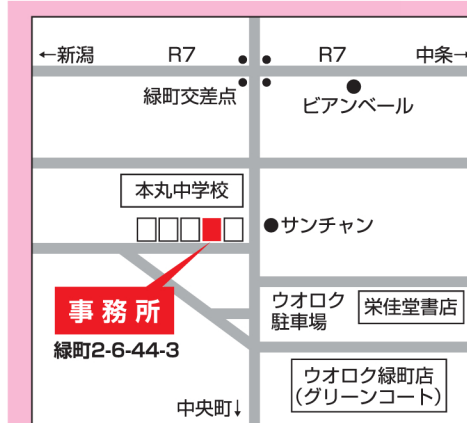 ←新潟 R7 R7 中条→
緑町交差点
ビアンベール
本丸中学校
サンチャン
事務所
緑町2-6-44-3
ウオロク
駐車場
栄佳堂書店
ウオロク緑町店
(グリーンコート)
中央町↓